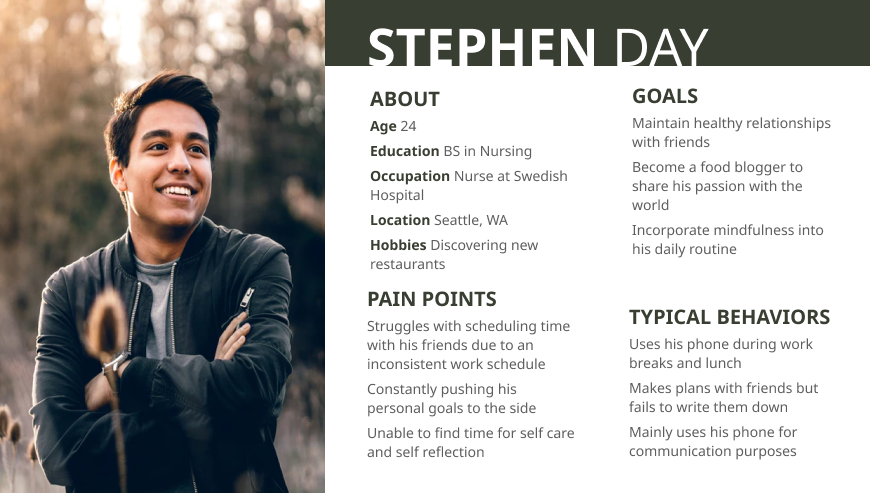 STEPHEN DAY
ABOUT
Age 24
Education BS in Nursing
Occupation Nurse at Swedish
Hospital
Location Seattle, WA
Hobbies Discovering new
restaurants
PAIN POINTS
Struggles with scheduling time
with his friends due to an
inconsistent work schedule
Constantly pushing his
personal goals to the side
Unable to find time for self care
and self reflection
GOALS
Maintain healthy relationships
with friends
Become a food blogger to
share his passion with the
world
Incorporate mindfulness into
his daily routine
TYPICAL BEHAVIORS
Uses his phone during work
breaks and lunch
Makes plans with friends but
fails to write them down
Mainly uses his phone for
communication purposes